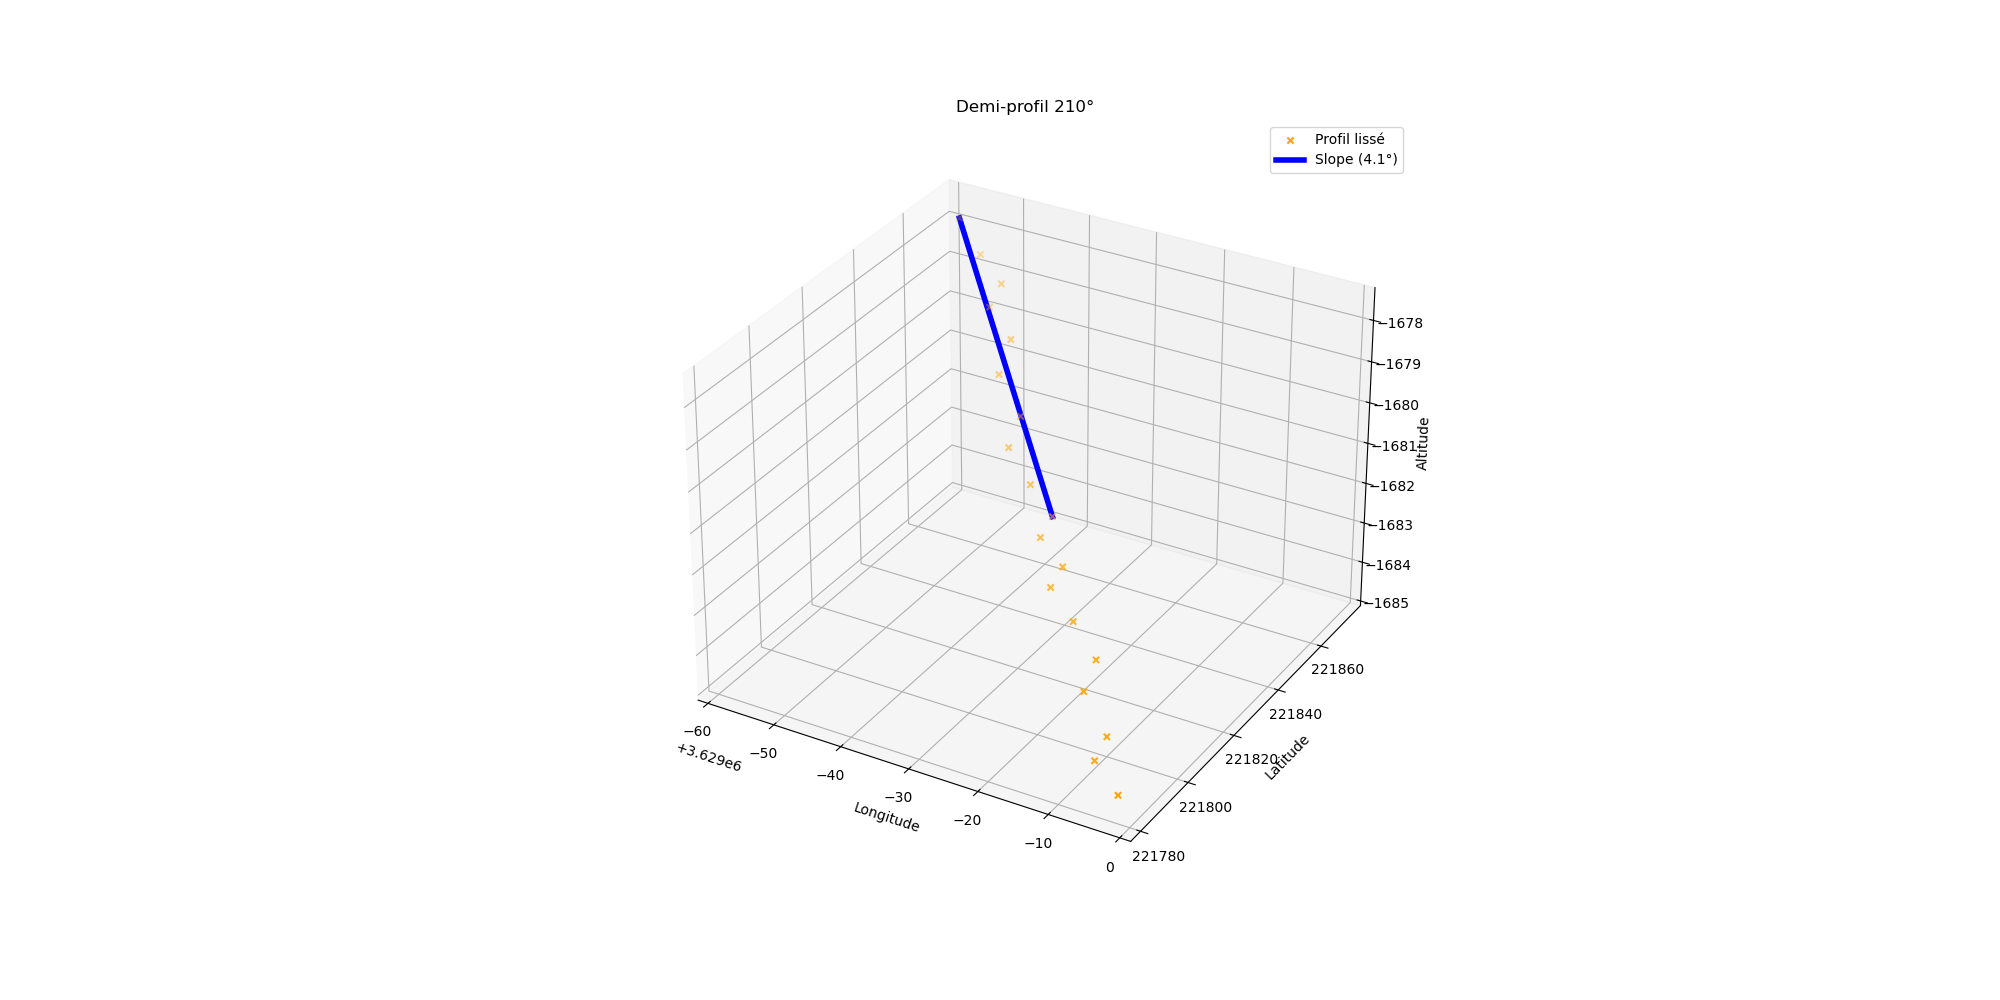 Demi-profil 210°
Profil lissé
Slope (4.1°)
−1678
−1679
−1680
−1681
−1682
−1683
−1684
−1685
Altitude
221860
221840
221820
221800
221780
Latitude
−60
−50
−40
−30
−20
−10
0
+3.629e6
Longitude